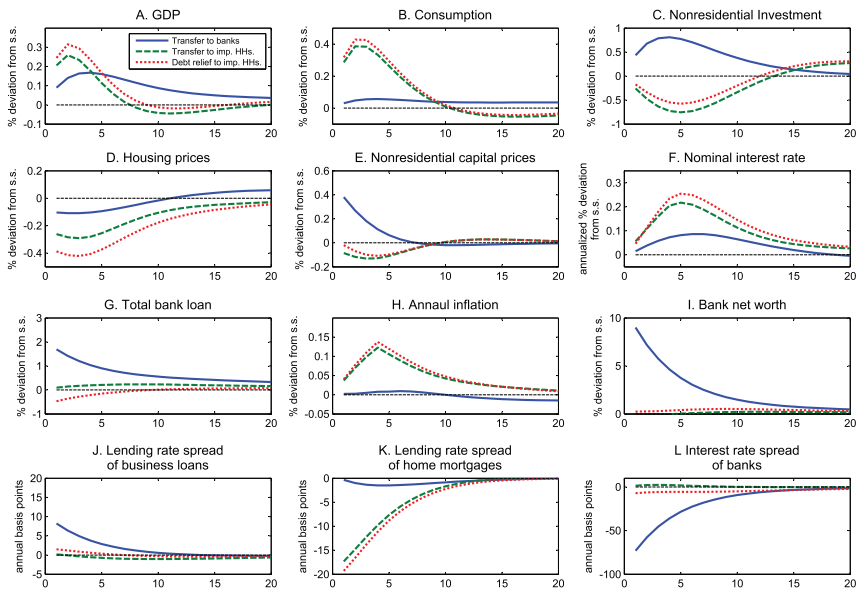 A. GDP
% deviation from s.s.
0.3
0.2
0.1
0
-0.1
0 5 10 15 20
Transfer to banks
Transfer to imp. HHs.
Debt relief to imp. HHs.
B. Consumption
% deviation from s.s.
0.4
0.2
0
0 5 10 15 20
C. Nonresidential Investment
% deviation from s.s.
1
0.5
0
-0.5
-1
0 5 10 15 20
D. Housing prices
% deviation from s.s.
0.2
0
-0.2
-0.4
0 5 10 15 20
E. Nonresidential capital prices
% deviation from s.s.
0.6
0.4
0.2
0
-0.2
0 5 10 15 20
F. Nominal interest rate
annualized % deviation
from s.s.
0.3
0.2
0.1
0
0 5 10 15 20
G. Total bank loan
% deviation from s.s.
3
2
1
0
-1
0 5 10 15 20
H. Annaul inflation
% deviation from s.s.
0.15
0.1
0.05
0
-0.05
0 5 10 15 20
I. Bank net worth
% deviation from s.s.
10
5
0
0 5 10 15 20
J. Lending rate spread
of business loans
annual basis points
20
15
10
5
0
-5
0 5 10 15 20
K. Lending rate spread
of home mortgages
annual basis points
0
-5
-10
-15
-20
0 5 10 15 20
L Interest rate spread
of banks
annual basis points
0
-50
-100
0 5 10 15 20